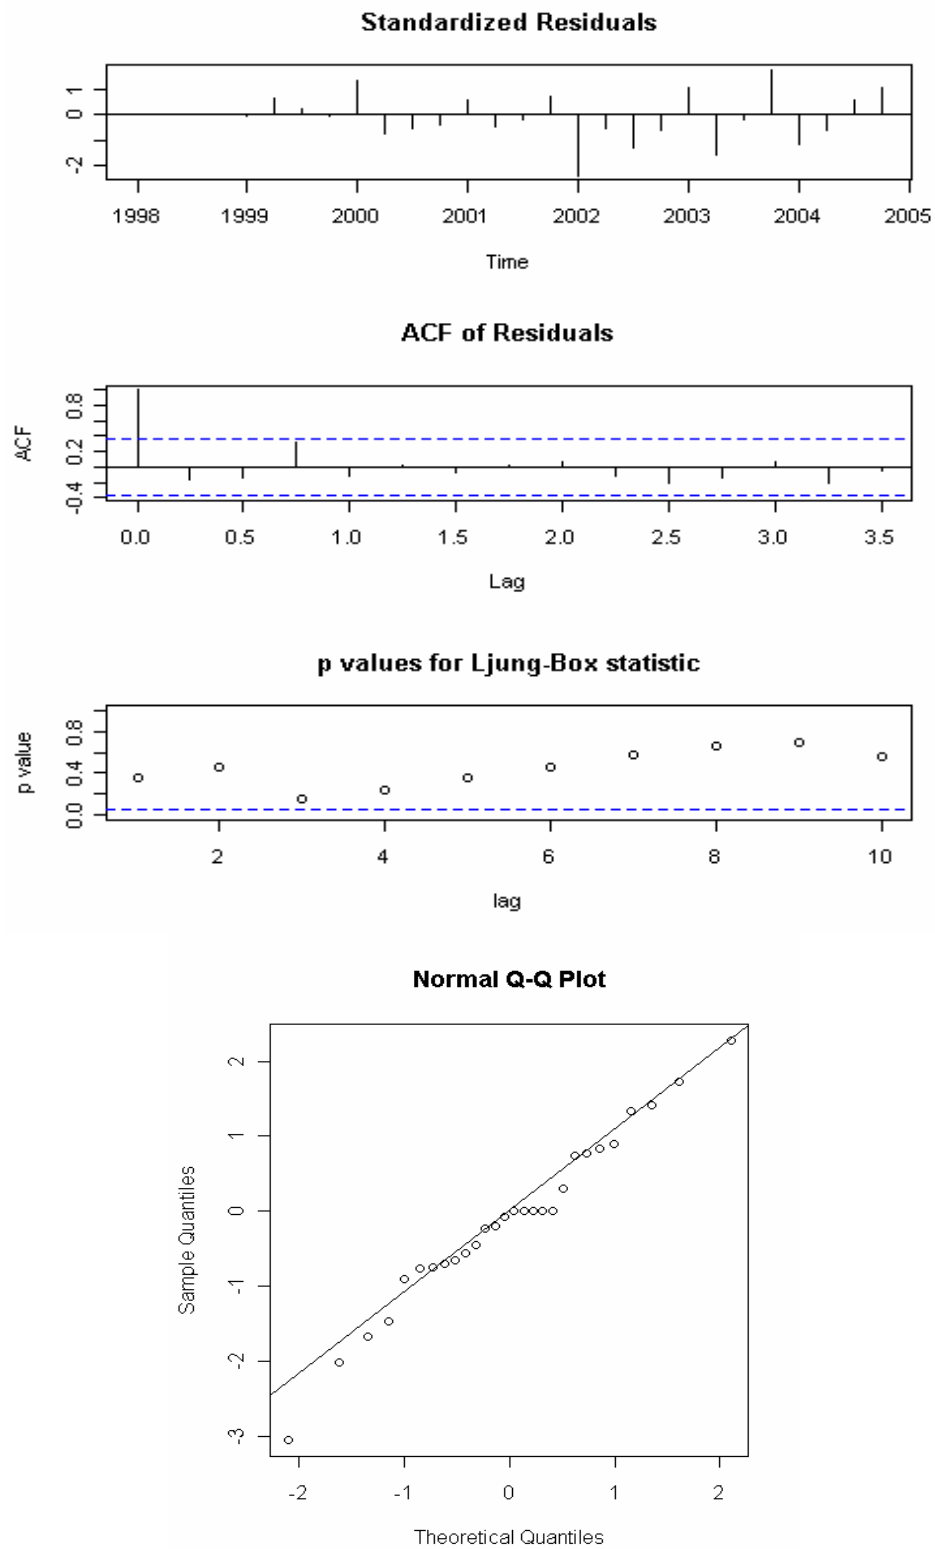 Standardized Residuals
1
0
-2
1998 1999 2000 2001 2002 2003 2004 2005
Time
ACF of Residuals
ACF
0.8
0.2
-0.4
0.0 0.5 1.0 1.5 2.0 2.5 3.0 3.5
Lag
p values for Ljung-Box statistic
p value
0.8
0.4
0.0
2 4 6 8 10
lag
Normal Q-Q Plot
Sample Quantiles
2
1
0
-1
-2
-3
-2 -1 0 1 2
Theoretical Quantiles